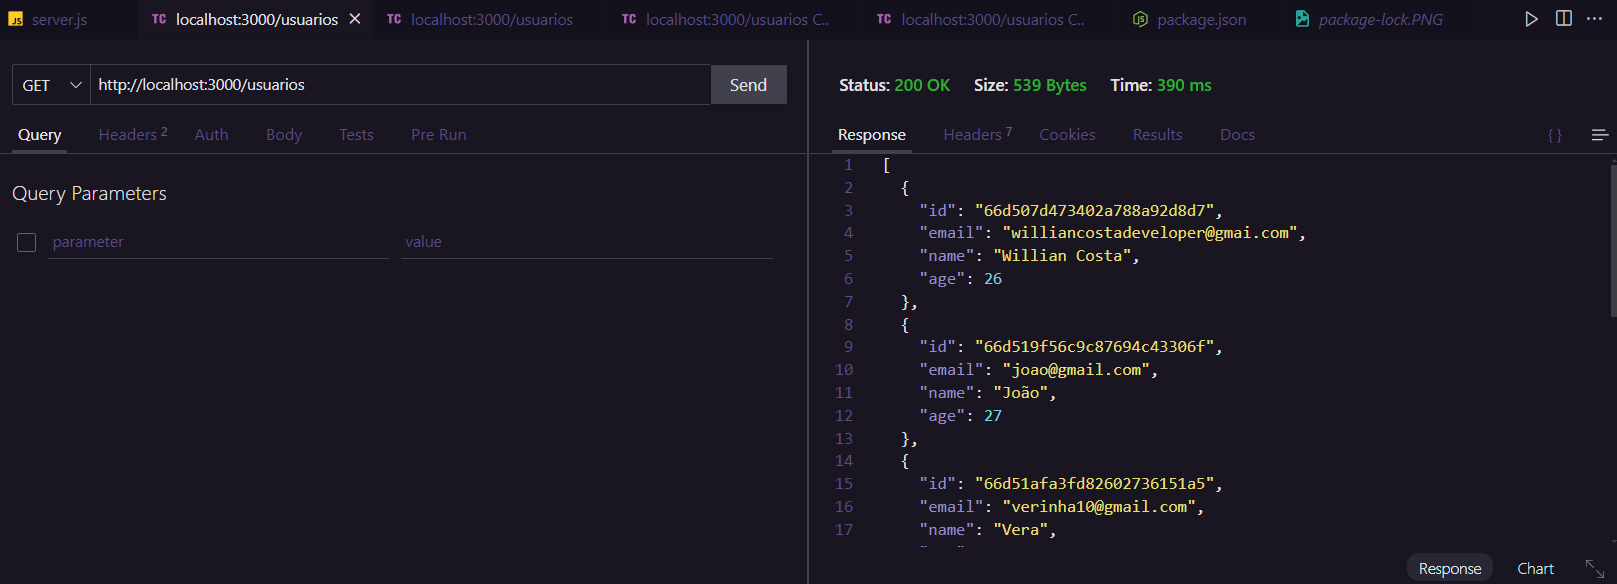 JS server.js TC localhost:3000/usuarios TC localhost:3000/usuarios TC localhost:3000/usuarios C.. TC localhost:3000/usuarios C.. package.json package-lock.PNG
GET http://localhost:3000/usuarios Send
Query Headers 2 Auth Body Tests Pre Run
Query Parameters
parameter value
Status: 200 OK Size: 539 Bytes Time: 390 ms
Response Headers 7 Cookies Results Docs {}
1 [
2 {
3 "id": "66d507d473402a788a92d8d7",
4 "email": "williancostadeveloper@gmai.com",
5 "name": "Willian Costa",
6 "age": 26
7 },
8 {
9 "id": "66d519f56c9c87694c43306f",
10 "email": "joao@gmail.com",
11 "name": "João",
12 "age": 27
13 },
14 {
15 "id": "66d51afa3fd82602736151a5",
16 "email": "verinha10@gmail.com",
17 "name": "Vera",
Response Chart